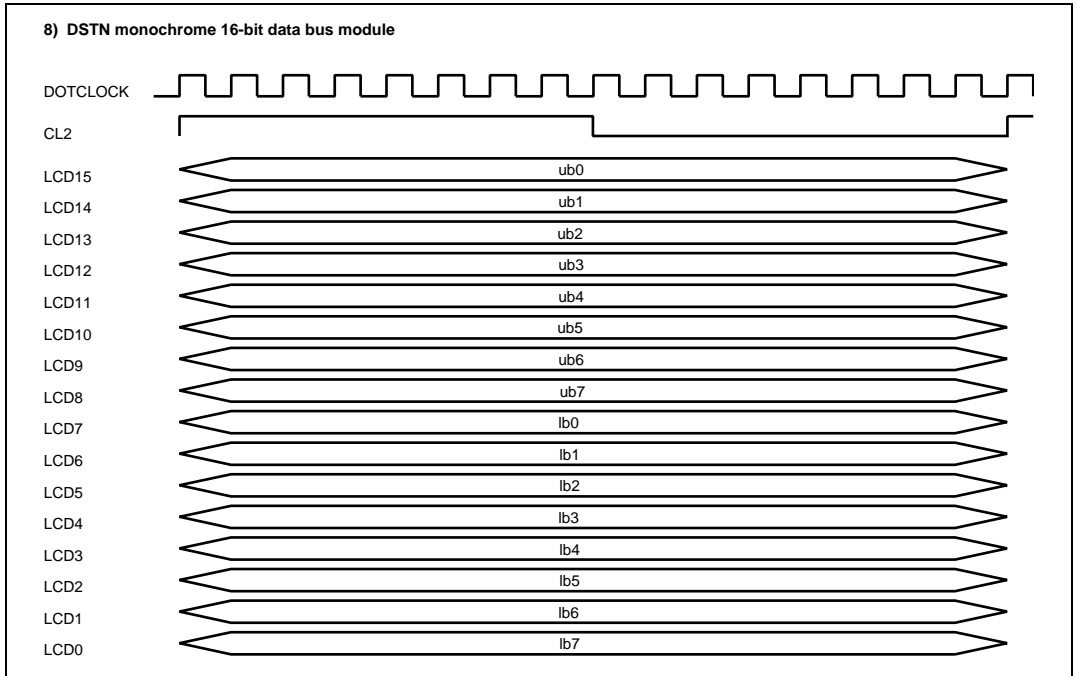 8) DSTN monochrome 16-bit data bus module
DOTCLOCK
CL2
LCD15 ub0
LCD14 ub1
LCD13 ub2
LCD12 ub3
LCD11 ub4
LCD10 ub5
LCD9 ub6
LCD8 ub7
LCD7 lb0
LCD6 lb1
LCD5 lb2
LCD4 lb3
LCD3 lb4
LCD2 lb5
LCD1 lb6
LCD0 lb7